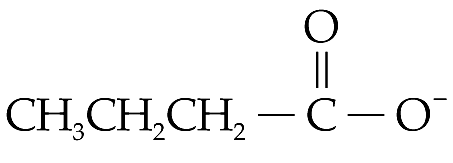 O
CH₃CH₂CH₂ — C — O⁻